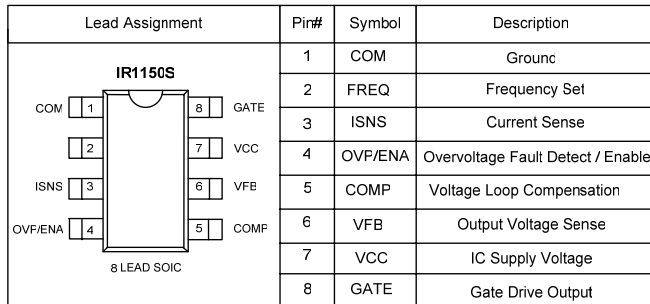 Lead Assignment Pin# Symbol Description
IR1150S
COM 1 8 GATE
2 7 VCC
ISNS 3 6 VFB
OVP/ENA 4 5 COMP
8 LEAD SOIC
1 COM Ground
2 FREQ Frequency Set
3 ISNS Current Sense
4 OVP/ENA Overvoltage Fault Detect / Enable
5 COMP Voltage Loop Compensation
6 VFB Output Voltage Sense
7 VCC IC Supply Voltage
8 GATE Gate Drive Output